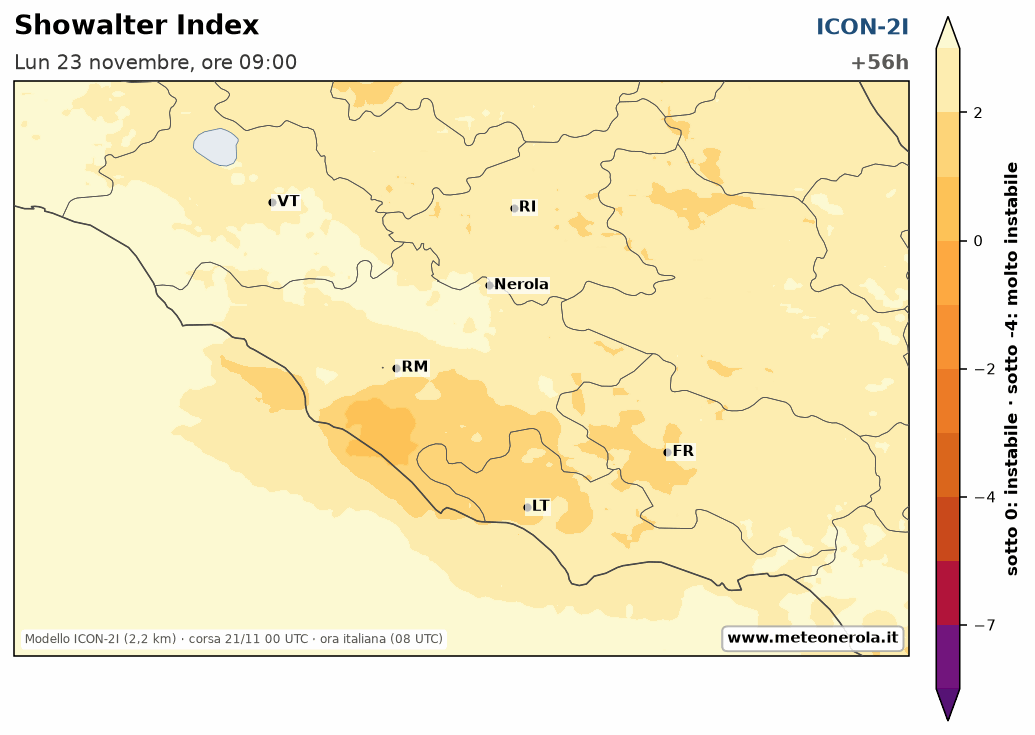 Showalter Index
ICON-2I
Lun 23 novembre, ore 09:00
+56h
VT
RI
Nerola
RM
FR
LT
Modello ICON-2I (2,2 km) · corsa 21/11 00 UTC · ora italiana (08 UTC)
www.meteonerola.it
2
0
−2
−4
−7
sotto 0: instabile · sotto -4: molto instabile